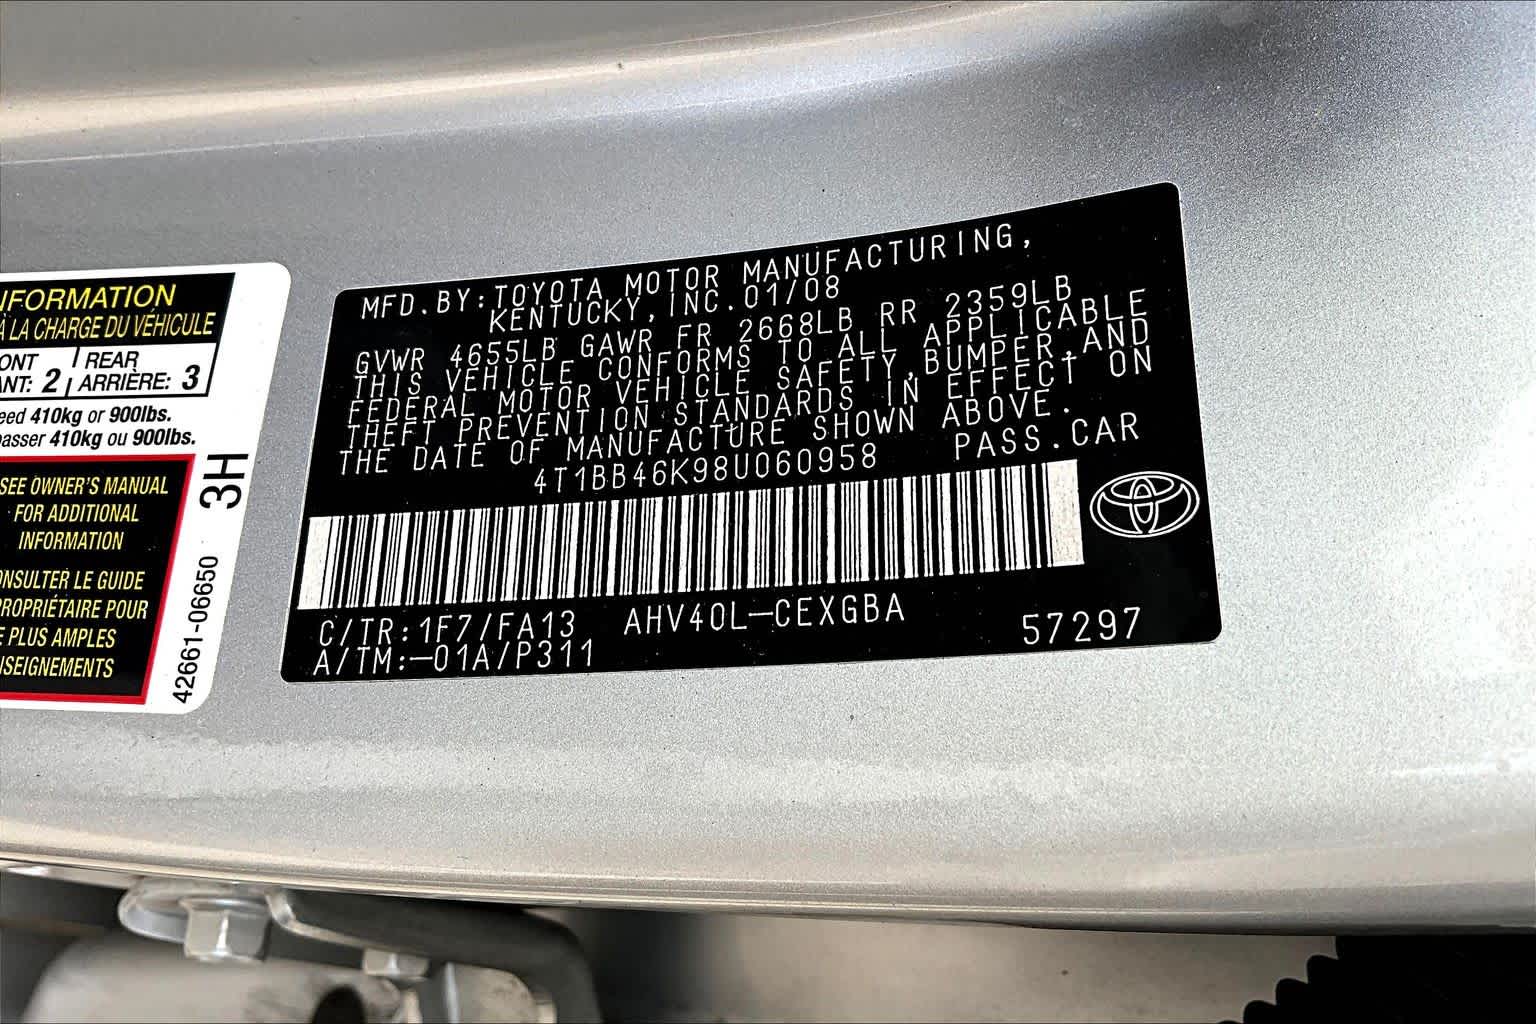 NFORMATION
À LA CHARGE DU VÉHICULE
ONT | REAR
ANT: 2 | ARRIÈRE: 3
eed 410kg or 900lbs.
passer 410kg ou 900lbs.
SEE OWNER'S MANUAL
FOR ADDITIONAL
INFORMATION
ONSULTER LE GUIDE
PROPRIÉTAIRE POUR
E PLUS AMPLES
NSEIGNEMENTS
3H
42661-06650
MFD.BY:TOYOTA MOTOR MANUFACTURING,
KENTUCKY,INC.01/08
GVWR 4655LB GAWR FR 2668LB RR 2359LB
THIS VEHICLE CONFORMS TO ALL APPLICABLE
FEDERAL MOTOR VEHICLE SAFETY,BUMPER,AND
THEFT PREVENTION STANDARDS IN EFFECT ON
THE DATE OF MANUFACTURE SHOWN ABOVE.
4T1BB46K98U060958 PASS.CAR
C/TR:1F7/FA13 AHV40L-CEXGBA 57297
A/TM:-01A/P311